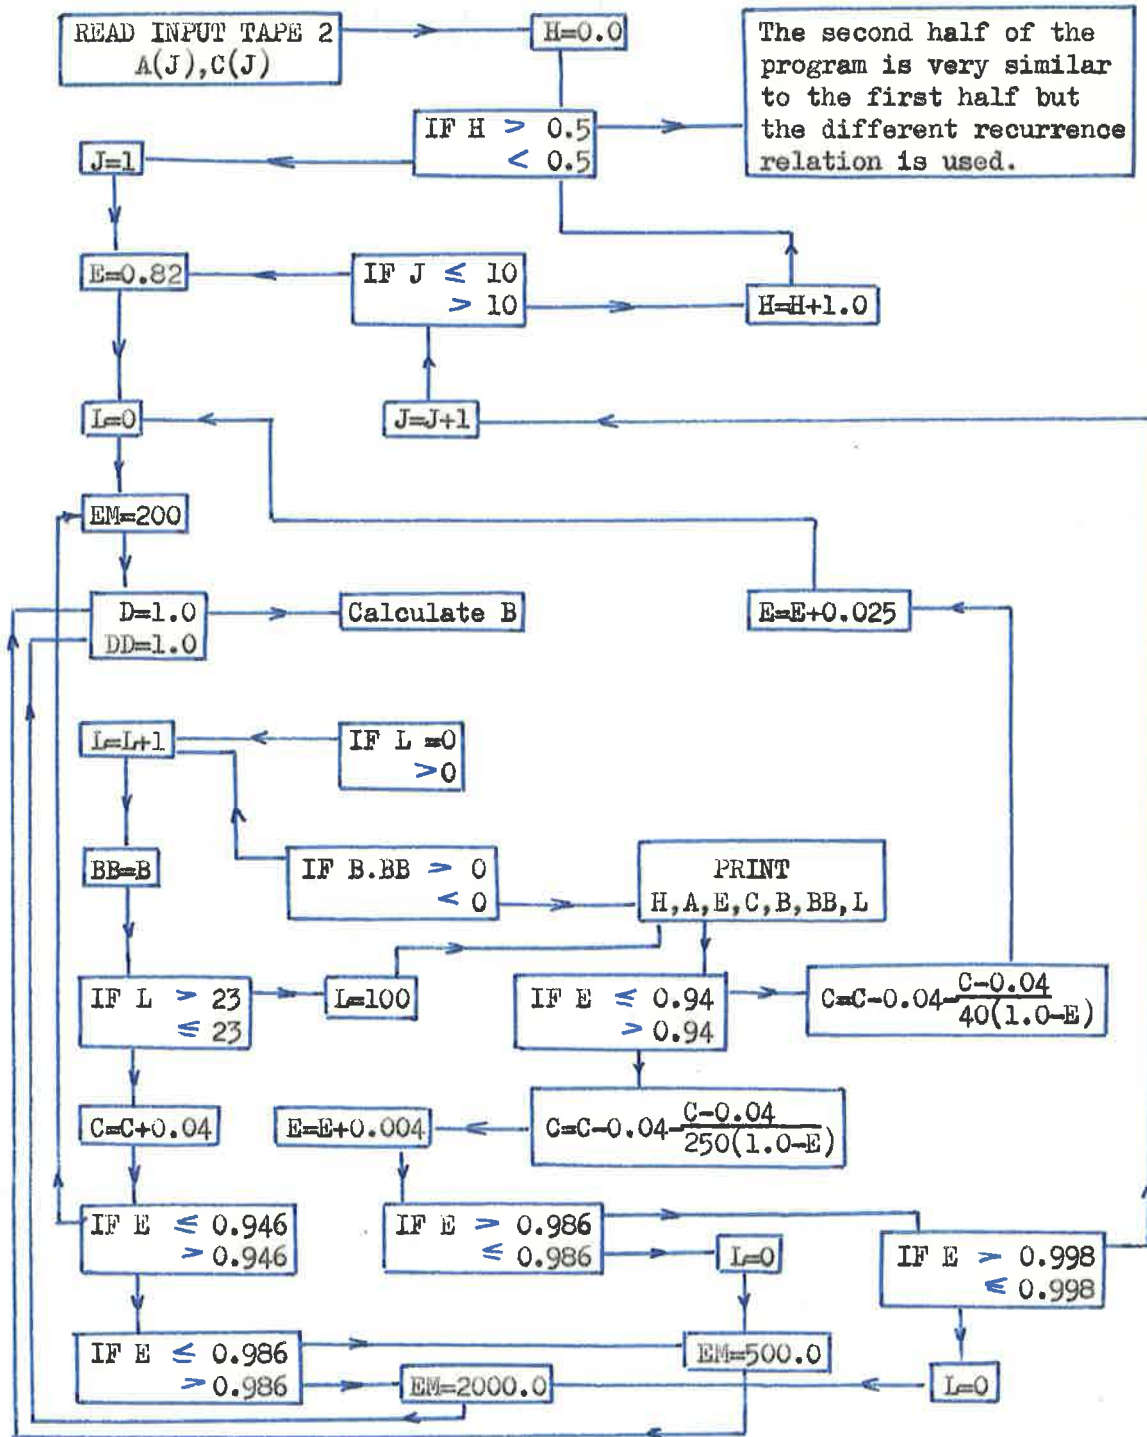 READ INPUT TAPE 2
A(J),C(J)
H=0.0
The second half of the
program is very similar
to the first half but
the different recurrence
relation is used.
IF H > 0.5
< 0.5
J=1
E=0.82
IF J ≤ 10
> 10
H=H+1.0
L=0
J=J+1
EM=200
D=1.0
DD=1.0
Calculate B
E=E+0.025
L=L+1
IF L =0
>0
BB=B
IF B.BB > 0
< 0
PRINT
H,A,E,C,B,BB,L
IF L > 23
≤ 23
L=100
IF E ≤ 0.94
> 0.94
C=C-0.04-C-0.04
40(1.0-E)
C=C+0.04
E=E+0.004
C=C-0.04-C-0.04
250(1.0-E)
IF E ≤ 0.946
> 0.946
IF E > 0.986
≤ 0.986
L=0
IF E > 0.998
≤ 0.998
IF E ≤ 0.986
> 0.986
EM=2000.0
EM=500.0
L=0